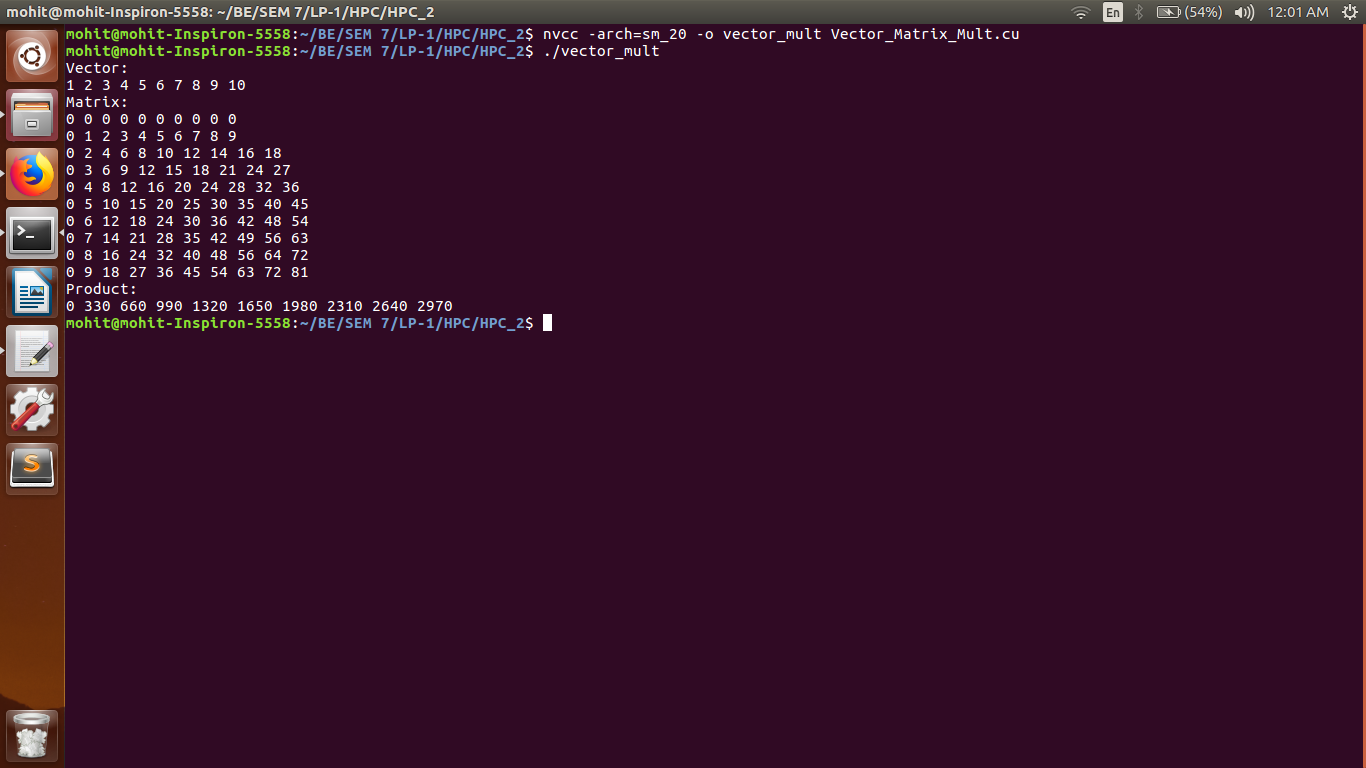 mohit@mohit-Inspiron-5558: ~/BE/SEM 7/LP-1/HPC/HPC_2 En (54%) 12:01 AM
mohit@mohit-Inspiron-5558:~/BE/SEM 7/LP-1/HPC/HPC_2$ nvcc -arch=sm_20 -o vector_mult Vector_Matrix_Mult.cu
mohit@mohit-Inspiron-5558:~/BE/SEM 7/LP-1/HPC/HPC_2$ ./vector_mult
Vector:
1 2 3 4 5 6 7 8 9 10
Matrix:
0 0 0 0 0 0 0 0 0 0
0 1 2 3 4 5 6 7 8 9
0 2 4 6 8 10 12 14 16 18
0 3 6 9 12 15 18 21 24 27
0 4 8 12 16 20 24 28 32 36
0 5 10 15 20 25 30 35 40 45
0 6 12 18 24 30 36 42 48 54
0 7 14 21 28 35 42 49 56 63
0 8 16 24 32 40 48 56 64 72
0 9 18 27 36 45 54 63 72 81
Product:
0 330 660 990 1320 1650 1980 2310 2640 2970
mohit@mohit-Inspiron-5558:~/BE/SEM 7/LP-1/HPC/HPC_2$